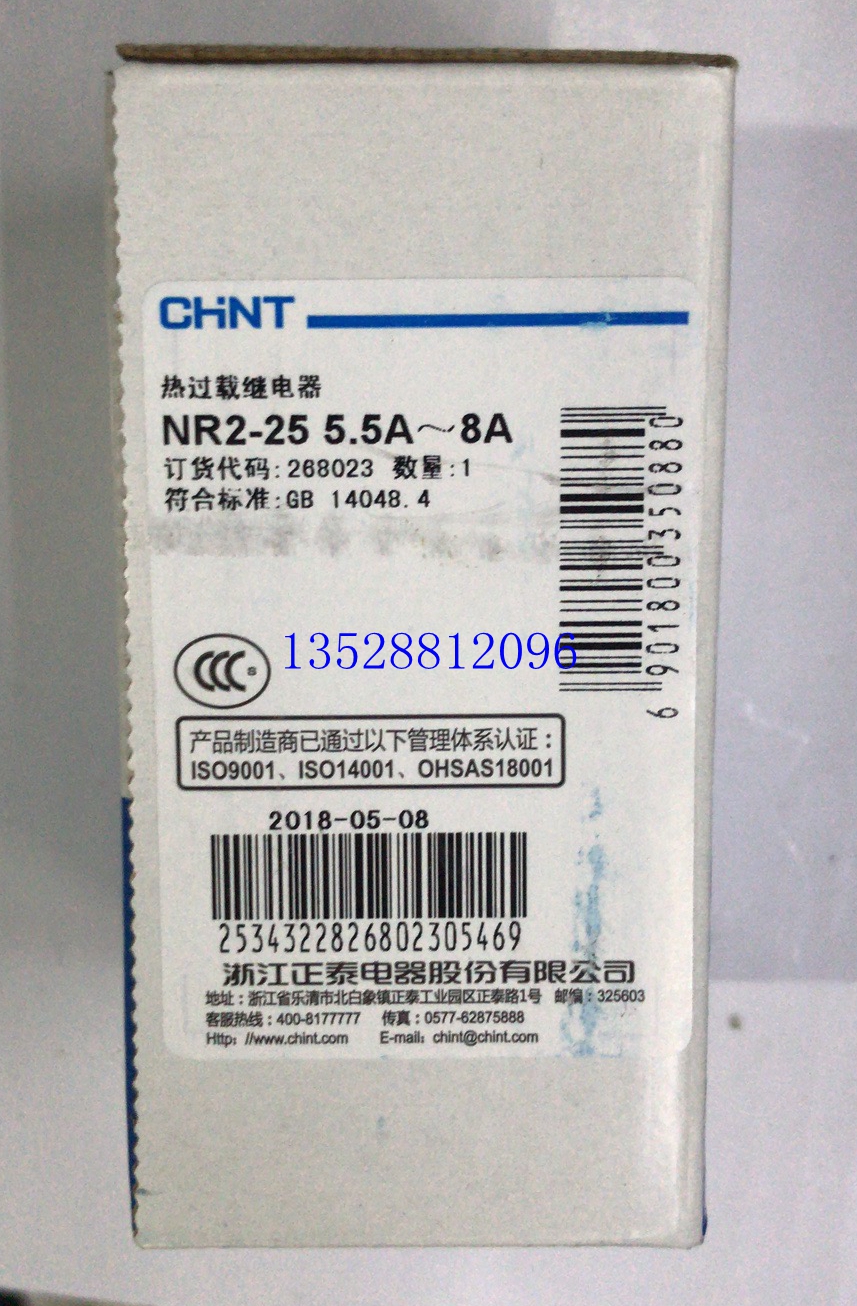 CHNT
热过载继电器
NR2-25 5.5A～8A
订货代码:268023 数量:1
符合标准:GB 14048.4
6901800350880
CCC S
13528812096
产品制造商已通过以下管理体系认证：
ISO9001、ISO14001、OHSAS18001
2018-05-08
2534322826802305469
浙江正泰电器股份有限公司
地址：浙江省乐清市北白象镇正泰工业园区正泰路1号 邮编：325603
客服热线：400-8177777 传真：0577-62875888
Http: //www.chint.com E-mail: chint@chint.com